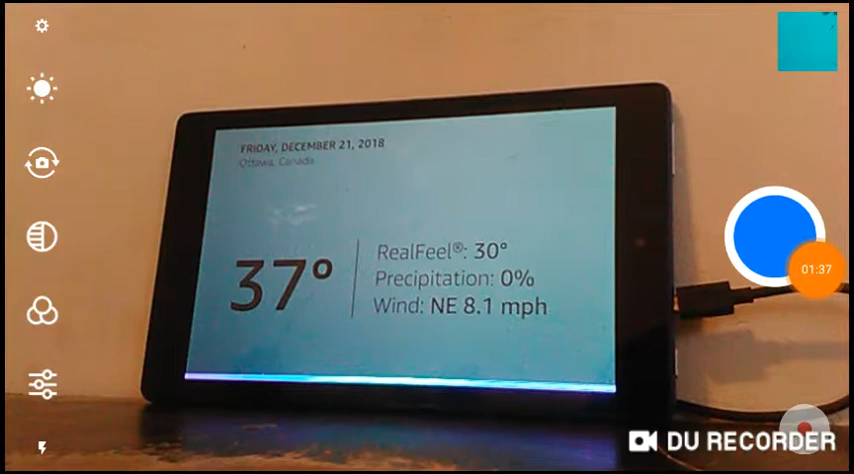 FRIDAY, DECEMBER 21, 2018
Ottawa, Canada
37°
RealFeel®: 30°
Precipitation: 0%
Wind: NE 8.1 mph
01:37
DU RECORDER